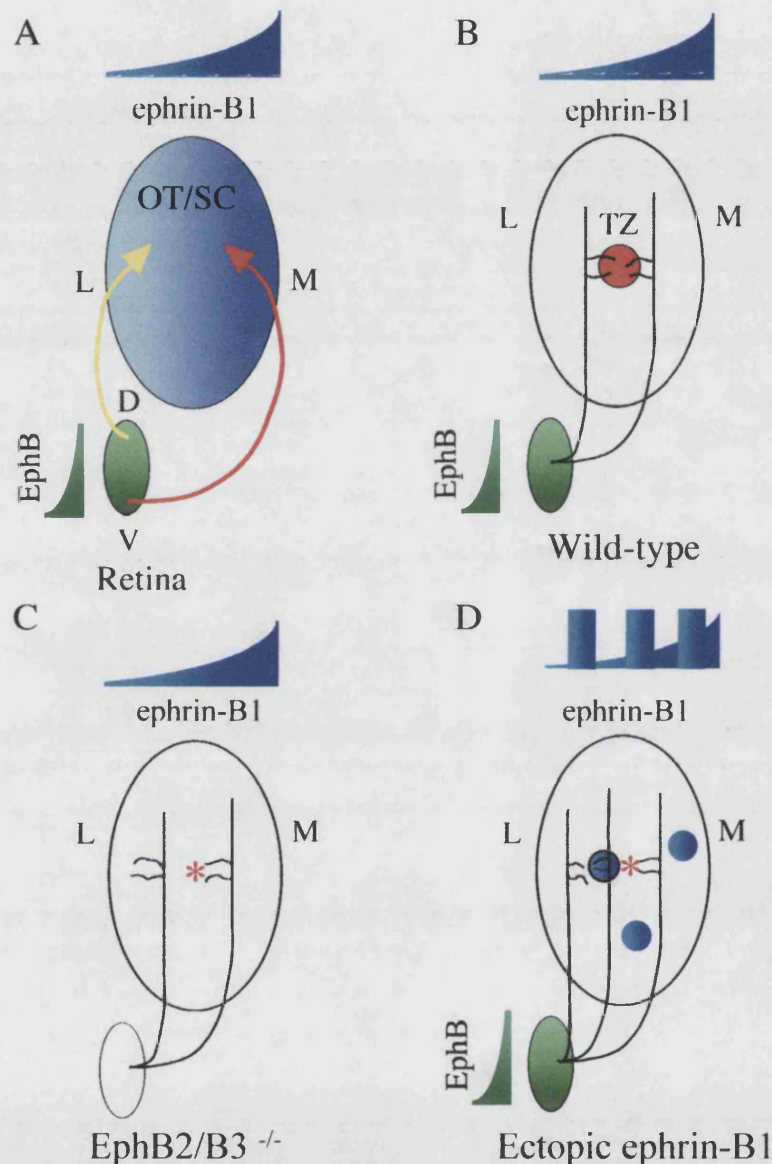 A
ephrin-B1
OT/SC
L
M
D
EphB
V
Retina
B
ephrin-B1
L
TZ
M
EphB
Wild-type
C
ephrin-B1
L
M
*
EphB2/B3 -/-
D
ephrin-B1
L
M
*
EphB
Ectopic ephrin-B1